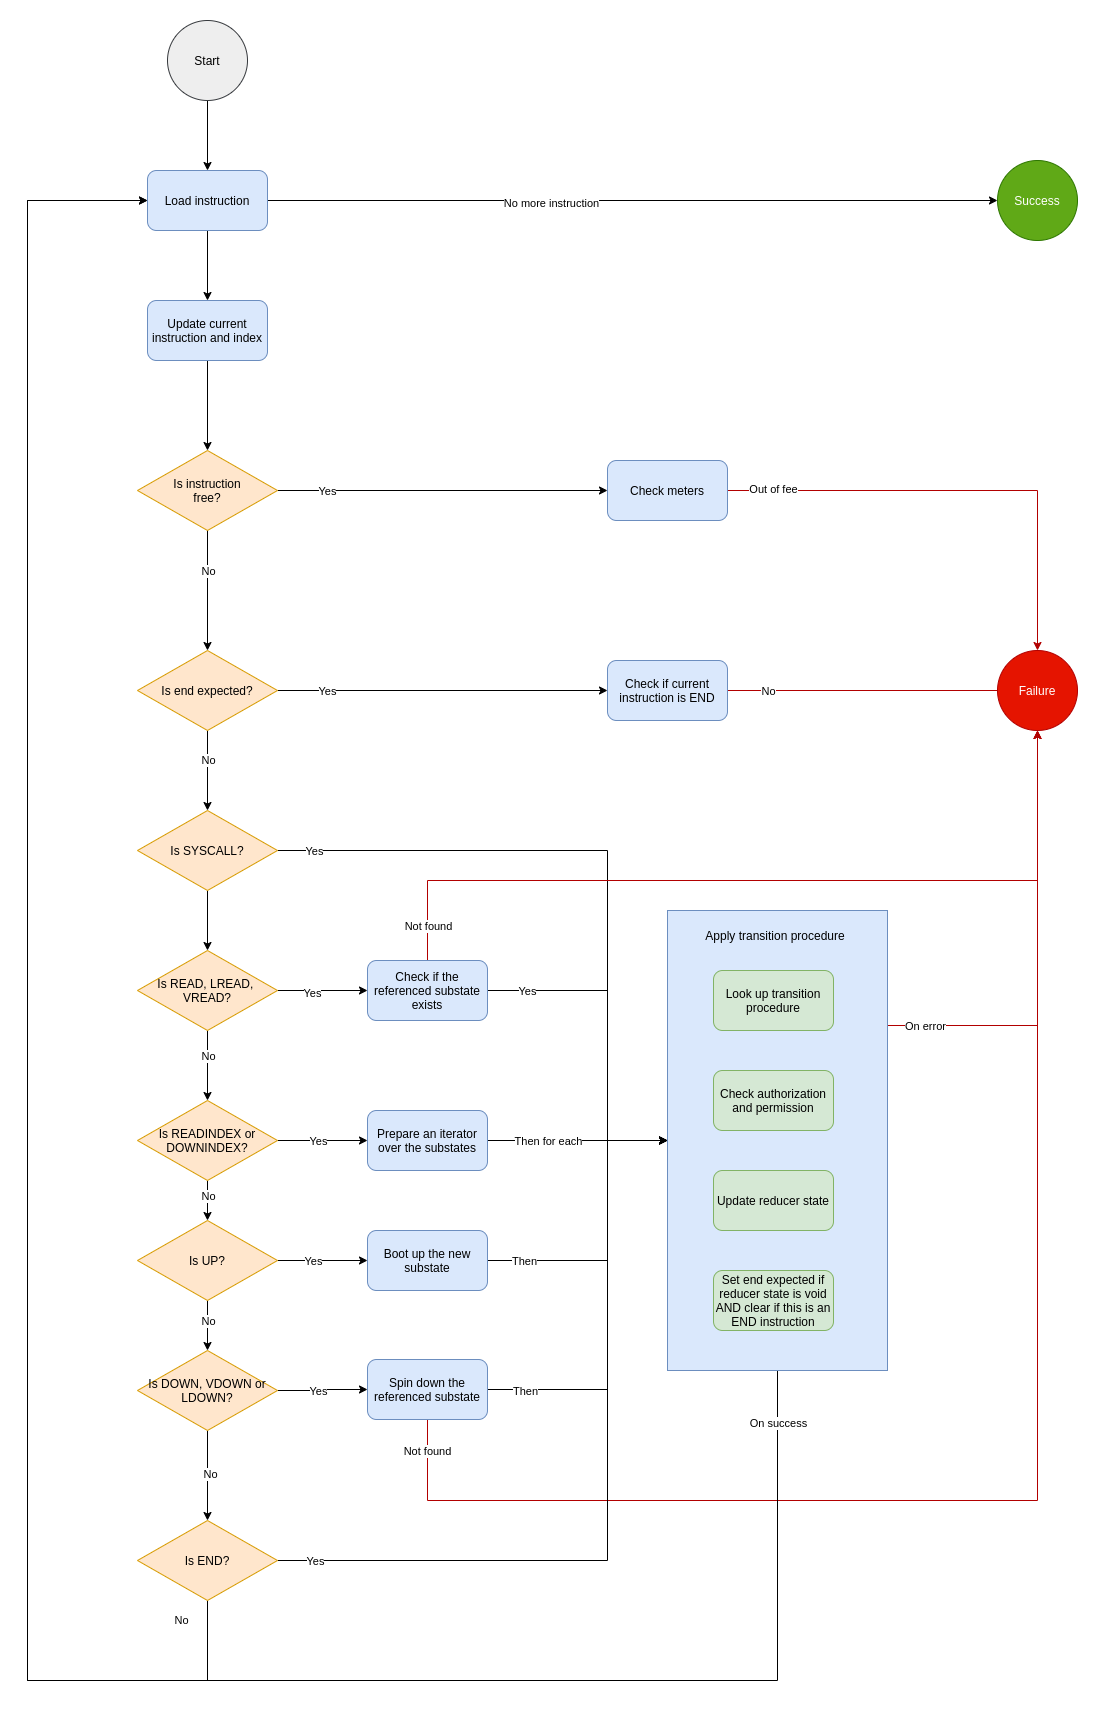 Start
Load instruction
No more instruction
Success
Update current
instruction and index
Is instruction
free?
Yes
Check meters
Out of fee
No
Is end expected?
Yes
Check if current
instruction is END
No
Failure
No
Is SYSCALL?
Yes
Not found
Apply transition procedure
Is READ, LREAD,
VREAD?
Yes
Check if the
referenced substate
exists
Yes
Look up transition
procedure
On error
No
Check authorization
and permission
Is READINDEX or
DOWNINDEX?
Yes
Prepare an iterator
over the substates
Then for each
No
Update reducer state
Is UP?
Yes
Boot up the new
substate
Then
Set end expected if
reducer state is void
AND clear if this is an
END instruction
No
Is DOWN, VDOWN or
LDOWN?
Yes
Spin down the
referenced substate
Then
On success
Not found
No
Is END?
Yes
No